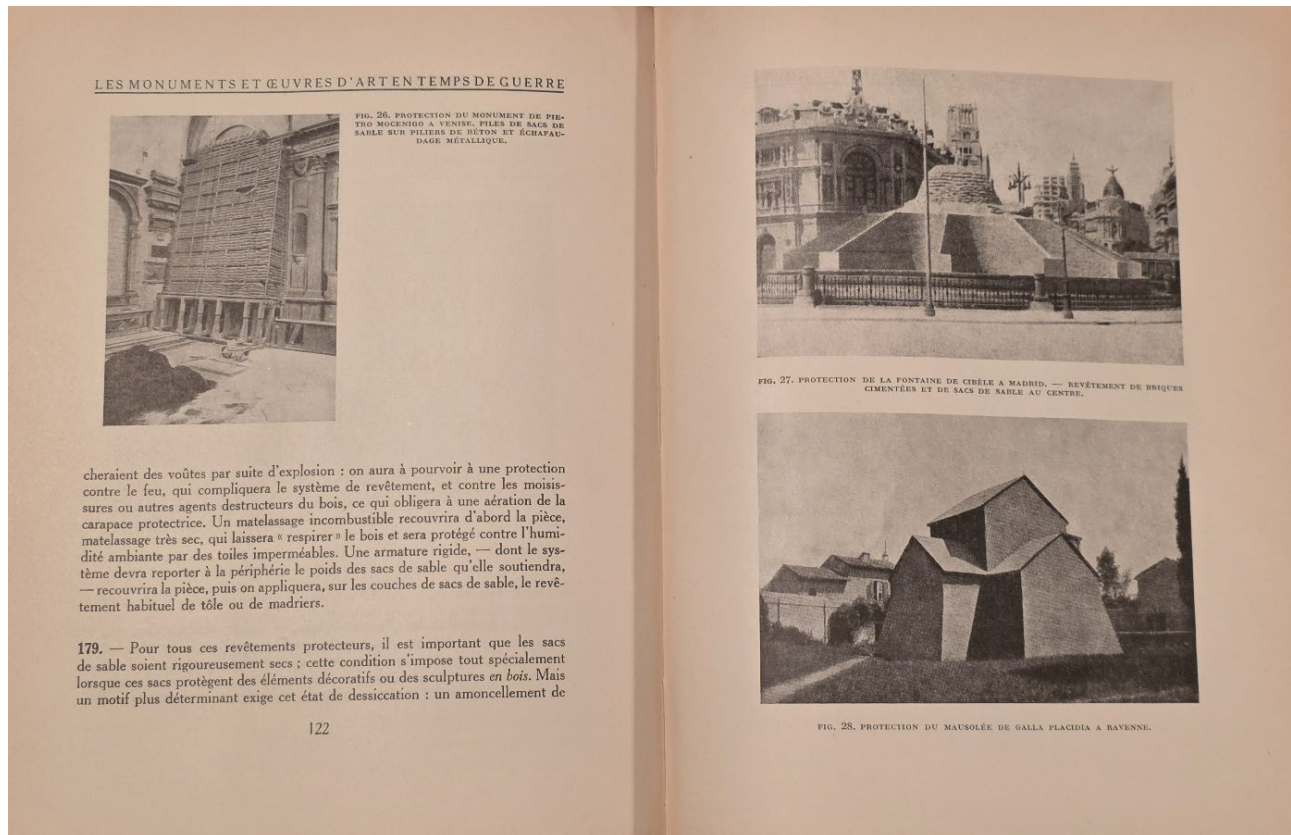 LES MONUMENTS ET ŒUVRES D'ART EN TEMPS DE GUERRE
FIG. 26. PROTECTION DU MONUMENT DE PIE-
TRO MOCENIGO A VENISE. PILES DE SACS DE
SABLE SUR PILIERS DE BÉTON ET ÉCHAFAU-
DAGE MÉTALLIQUE.
cheraient des voûtes par suite d'explosion : on aura à pourvoir à une protection
contre le feu, qui compliquera le système de revêtement, et contre les moisis-
sures ou autres agents destructeurs du bois, ce qui obligera à une aération de la
carapace protectrice. Un matelassage incombustible recouvrira d'abord la pièce,
matelassage très sec, qui laissera « respirer » le bois et sera protégé contre l'humi-
dité ambiante par des toiles imperméables. Une armature rigide, — dont le sys-
tème devra reporter à la périphérie le poids des sacs de sable qu'elle soutiendra,
— recouvrira la pièce, puis on appliquera, sur les couches de sacs de sable, le revê-
tement habituel de tôle ou de madriers.
179. — Pour tous ces revêtements protecteurs, il est important que les sacs
de sable soient rigoureusement secs ; cette condition s'impose tout spécialement
lorsque ces sacs protègent des éléments décoratifs ou des sculptures en bois. Mais
un motif plus déterminant exige cet état de dessiccation : un amoncellement de
122
FIG. 27. PROTECTION DE LA FONTAINE DE CIBÈLE A MADRID. — REVÊTEMENT DE BRIQUES
CIMENTÉES ET DE SACS DE SABLE AU CENTRE.
FIG. 28. PROTECTION DU MAUSOLÉE DE GALLA PLACIDIA A RAVENNE.